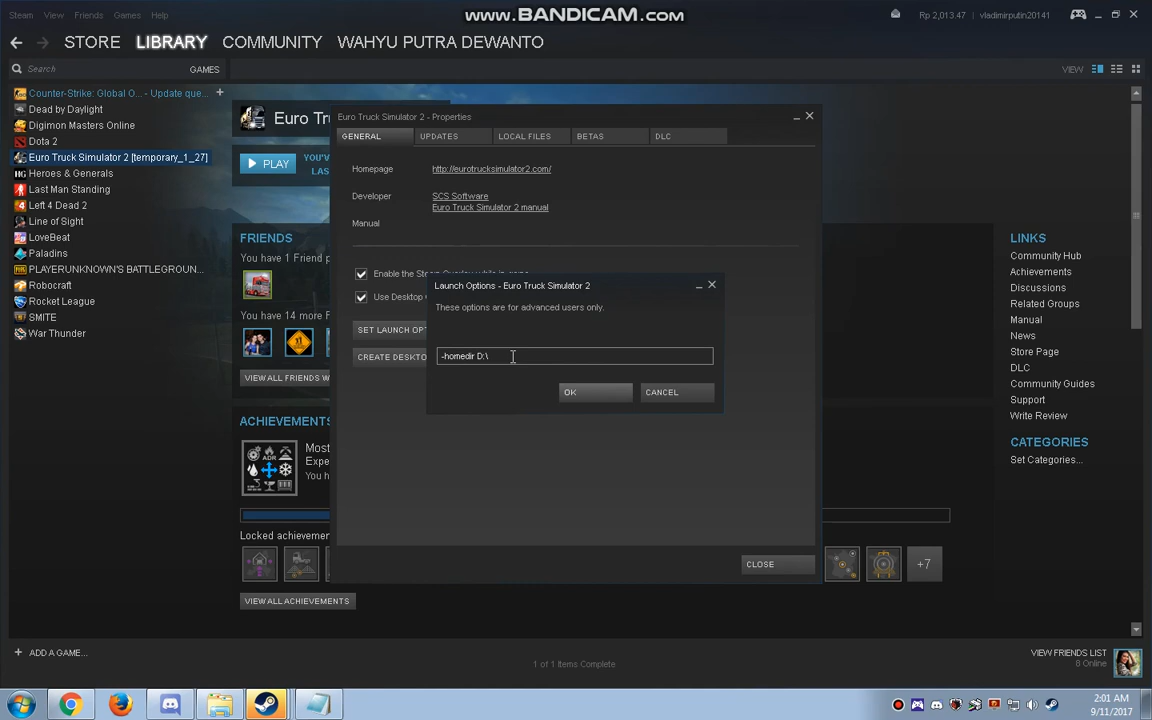 www.BANDICAM.com
Steam View Friends Games Help
Rp 2,013.47 vladimirputin20141
STORE LIBRARY COMMUNITY WAHYU PUTRA DEWANTO
Search GAMES
VIEW
Counter-Strike: Global O... - Update que...
Dead by Daylight
Digimon Masters Online
Dota 2
Euro Truck Simulator 2 [temporary_1_27]
Heroes & Generals
Last Man Standing
Left 4 Dead 2
Line of Sight
LoveBeat
Paladins
PLAYERUNKNOWN'S BATTLEGROUN...
Robocraft
Rocket League
SMITE
War Thunder
Euro Tru
PLAY
YOU'V
LAS
FRIENDS
You have 1 Friend p
You have 14 more F
VIEW ALL FRIENDS W
ACHIEVEMENTS
Most
Expe
You h
Locked achievemen
+7
VIEW ALL ACHIEVEMENTS
Euro Truck Simulator 2 - Properties
GENERAL UPDATES LOCAL FILES BETAS DLC
Homepage http://eurotrucksimulator2.com/
Developer SCS Software
Euro Truck Simulator 2 manual
Manual
Enable the Steam Overlay while in-game
Use Desktop
SET LAUNCH OPT
CREATE DESKTO
CLOSE
Launch Options - Euro Truck Simulator 2
These options are for advanced users only.
-homedir D:\
OK CANCEL
LINKS
Community Hub
Achievements
Discussions
Related Groups
Manual
News
Store Page
DLC
Community Guides
Support
Write Review
CATEGORIES
Set Categories...
+ ADD A GAME...
1 of 1 Items Complete
VIEW FRIENDS LIST
8 Online
2:01 AM
9/11/2017